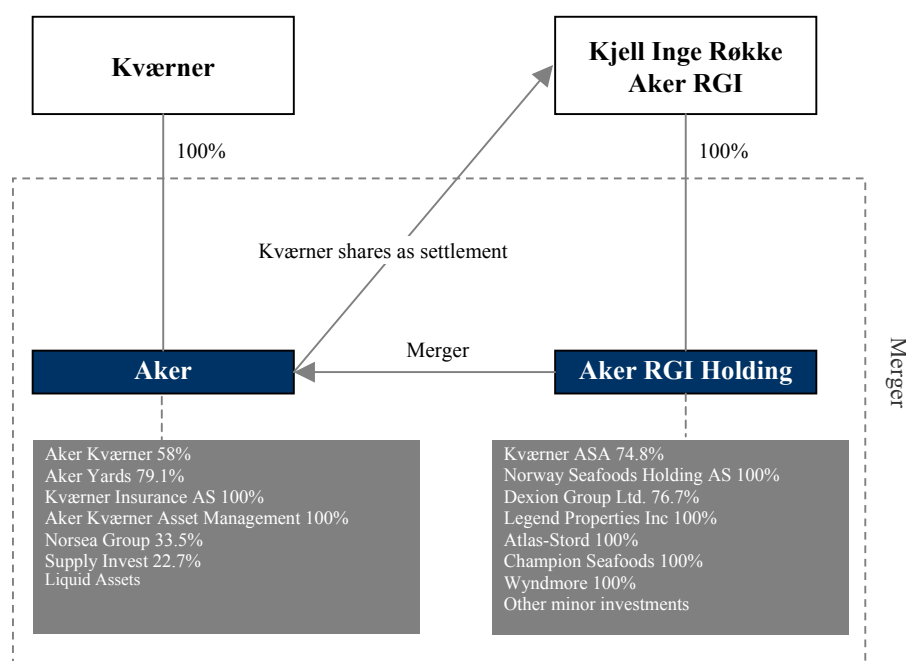 Kværner
Kjell Inge Røkke
Aker RGI
100%
100%
Kværner shares as settlement
Merger
Merger
Aker
Aker RGI Holding
Aker Kværner 58%
Aker Yards 79.1%
Kværner Insurance AS 100%
Aker Kværner Asset Management 100%
Norsea Group 33.5%
Supply Invest 22.7%
Liquid Assets
Kværner ASA 74.8%
Norway Seafoods Holding AS 100%
Dexion Group Ltd. 76.7%
Legend Properties Inc 100%
Atlas-Stord 100%
Champion Seafoods 100%
Wyndmore 100%
Other minor investments